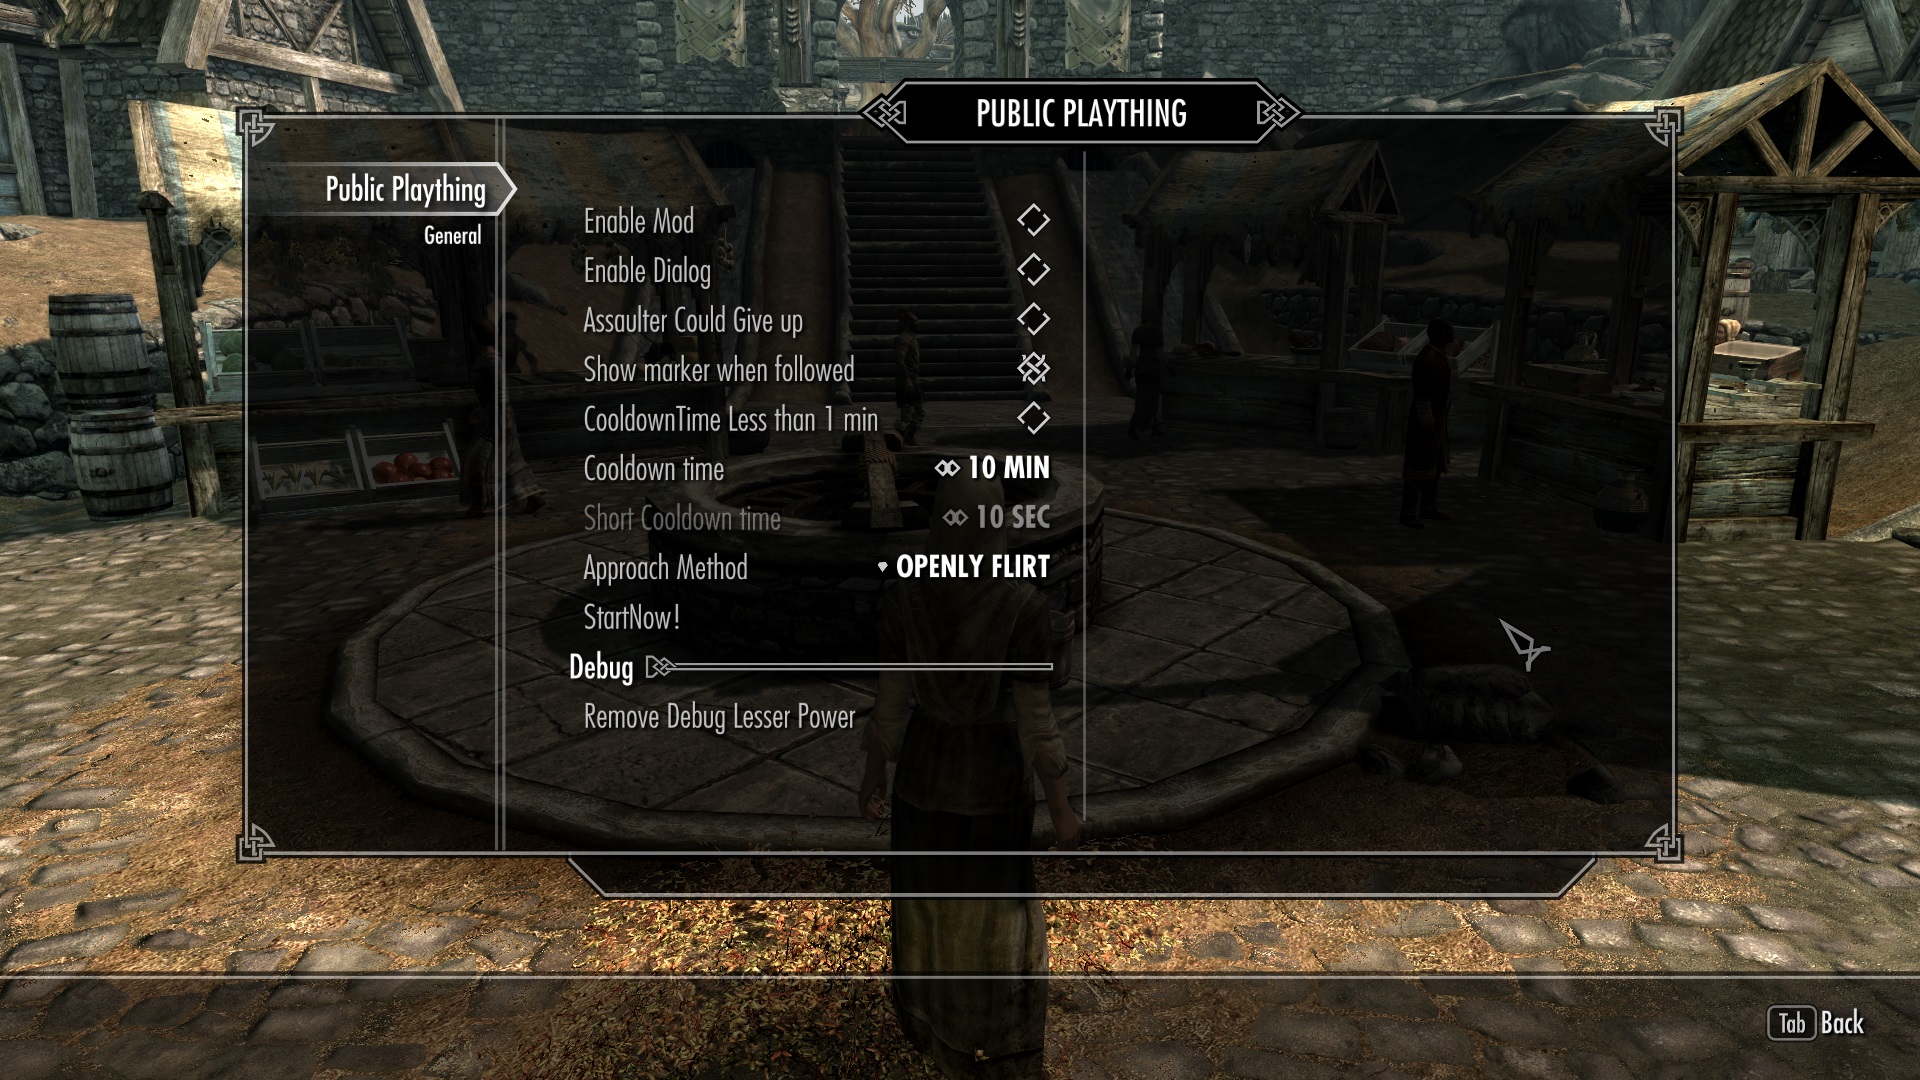 PUBLIC PLAYTHING
Public Plaything
General
Enable Mod
Enable Dialog
Assaulter Could Give up
Show marker when followed
CooldownTime Less than 1 min
Cooldown time 10 MIN
Short Cooldown time 10 SEC
Approach Method OPENLY FLIRT
StartNow!
Debug
Remove Debug Lesser Power
Tab Back